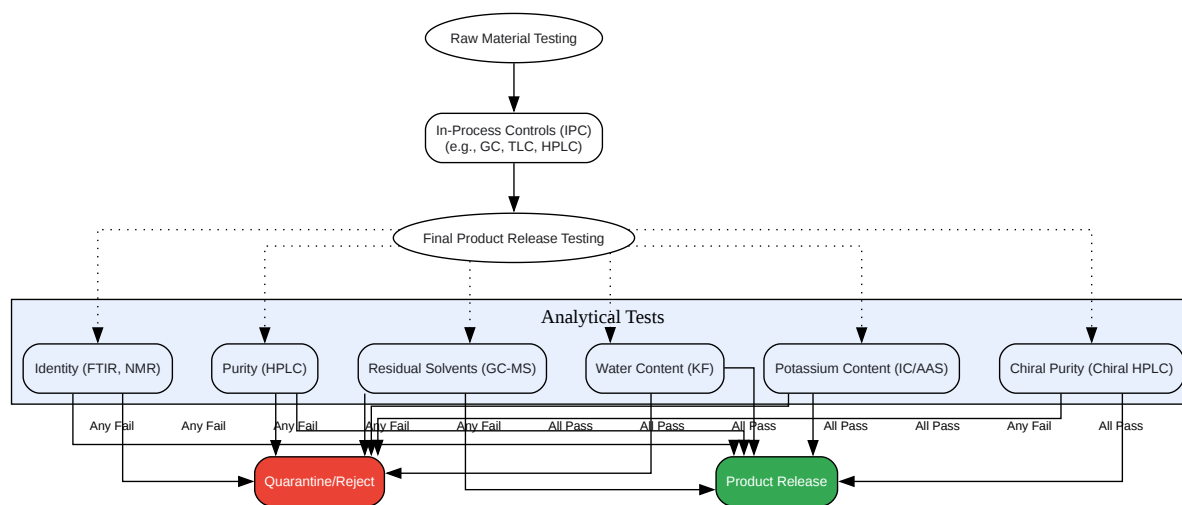 Raw Material Testing
In-Process Controls (IPC)
(e.g., GC, TLC, HPLC)
Final Product Release Testing
Analytical Tests
Identity (FTIR, NMR)
Purity (HPLC)
Residual Solvents (GC-MS)
Water Content (KF)
Potassium Content (IC/AAS)
Chiral Purity (Chiral HPLC)
Any Fail
Any Fail
Any Fail
Any Fail
Any Fail
All Pass
All Pass
All Pass
All Pass
All Pass
Any Fail
All Pass
Quarantine/Reject
Product Release